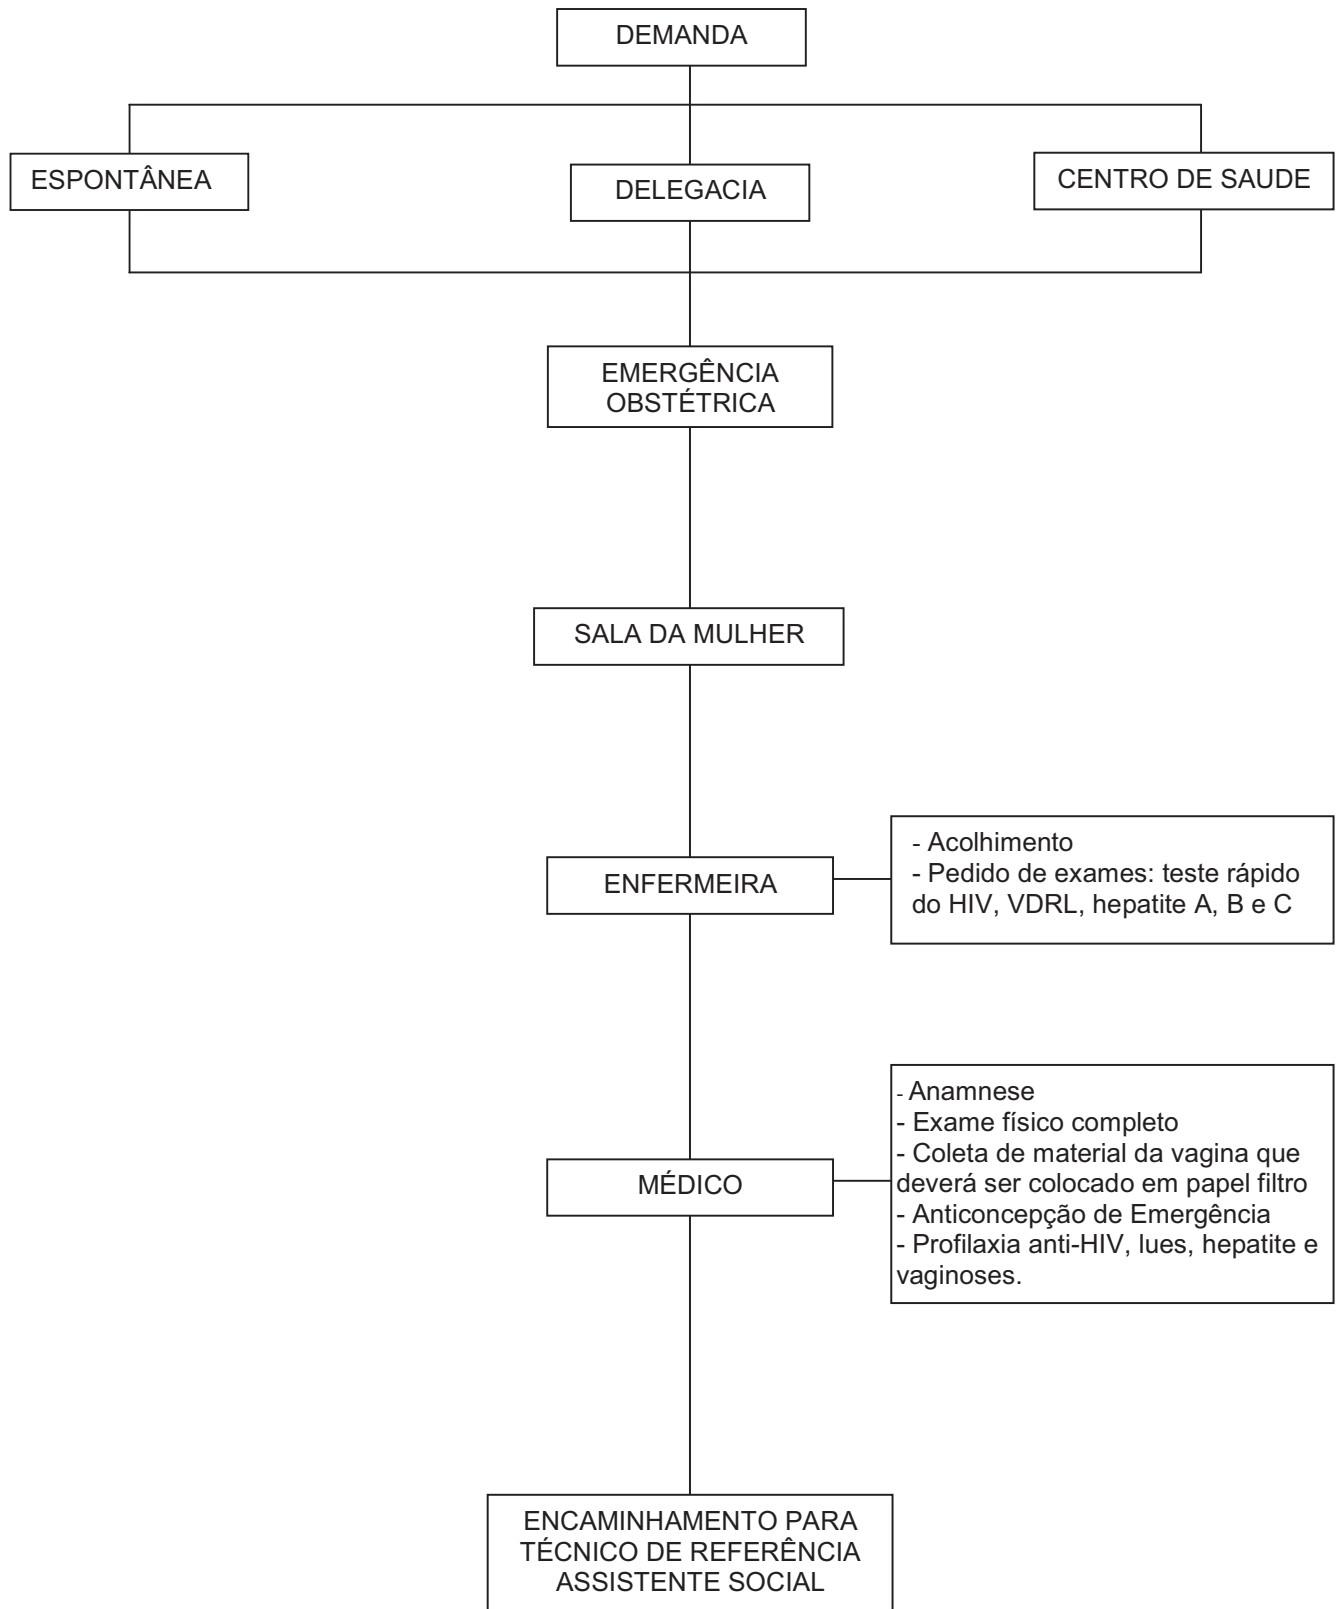 DEMANDA
ESPONTÂNEA
DELEGACIA
CENTRO DE SAUDE
EMERGÊNCIA
OBSTÉTRICA
SALA DA MULHER
ENFERMEIRA
- Acolhimento
- Pedido de exames: teste rápido
do HIV, VDRL, hepatite A, B e C
MÉDICO
- Anamnese
- Exame físico completo
- Coleta de material da vagina que
deverá ser colocado em papel filtro
- Anticoncepção de Emergência
- Profilaxia anti-HIV, lues, hepatite e
vaginoses.
ENCAMINHAMENTO PARA
TÉCNICO DE REFERÊNCIA
ASSISTENTE SOCIAL